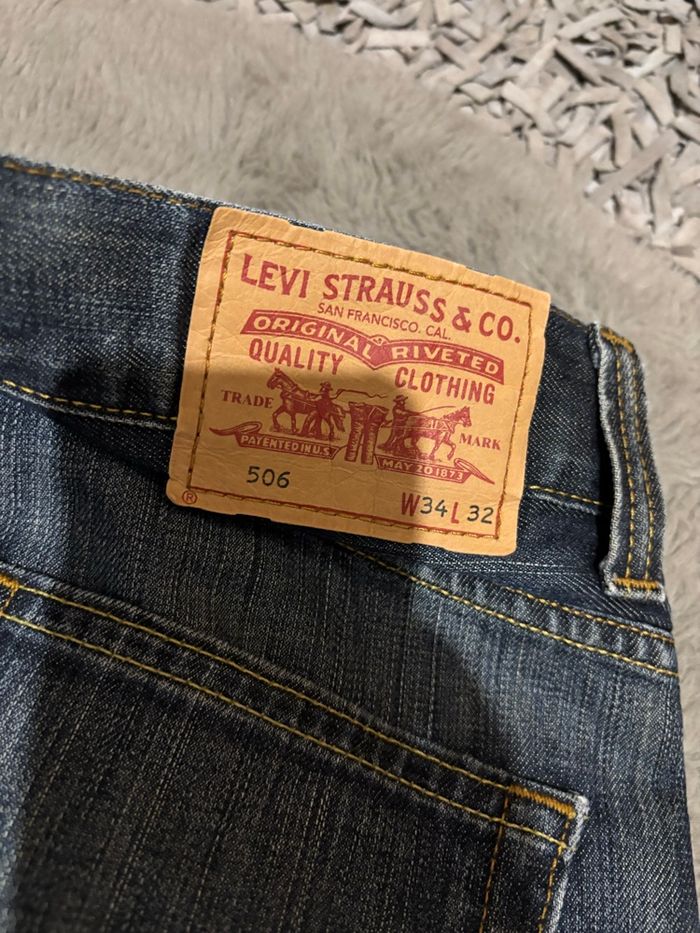 LEVI STRAUSS & CO.
SAN FRANCISCO. CAL.
ORIGINAL RIVETED
QUALITY CLOTHING
TRADE MARK
PATENTED IN U.S. MAY 20 1873
506
® W34 L 32